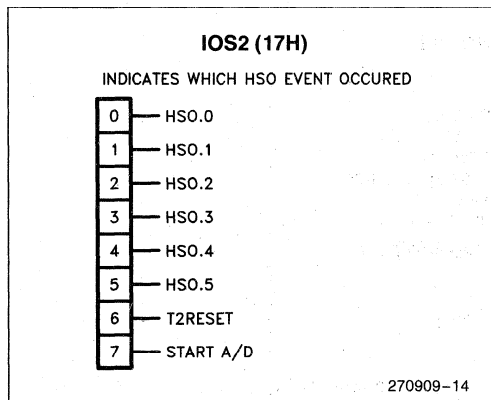 IOS2 (17H)
INDICATES WHICH HSO EVENT OCCURED
0 HSO.0
1 HSO.1
2 HSO.2
3 HSO.3
4 HSO.4
5 HSO.5
6 T2RESET
7 START A/D
270909-14